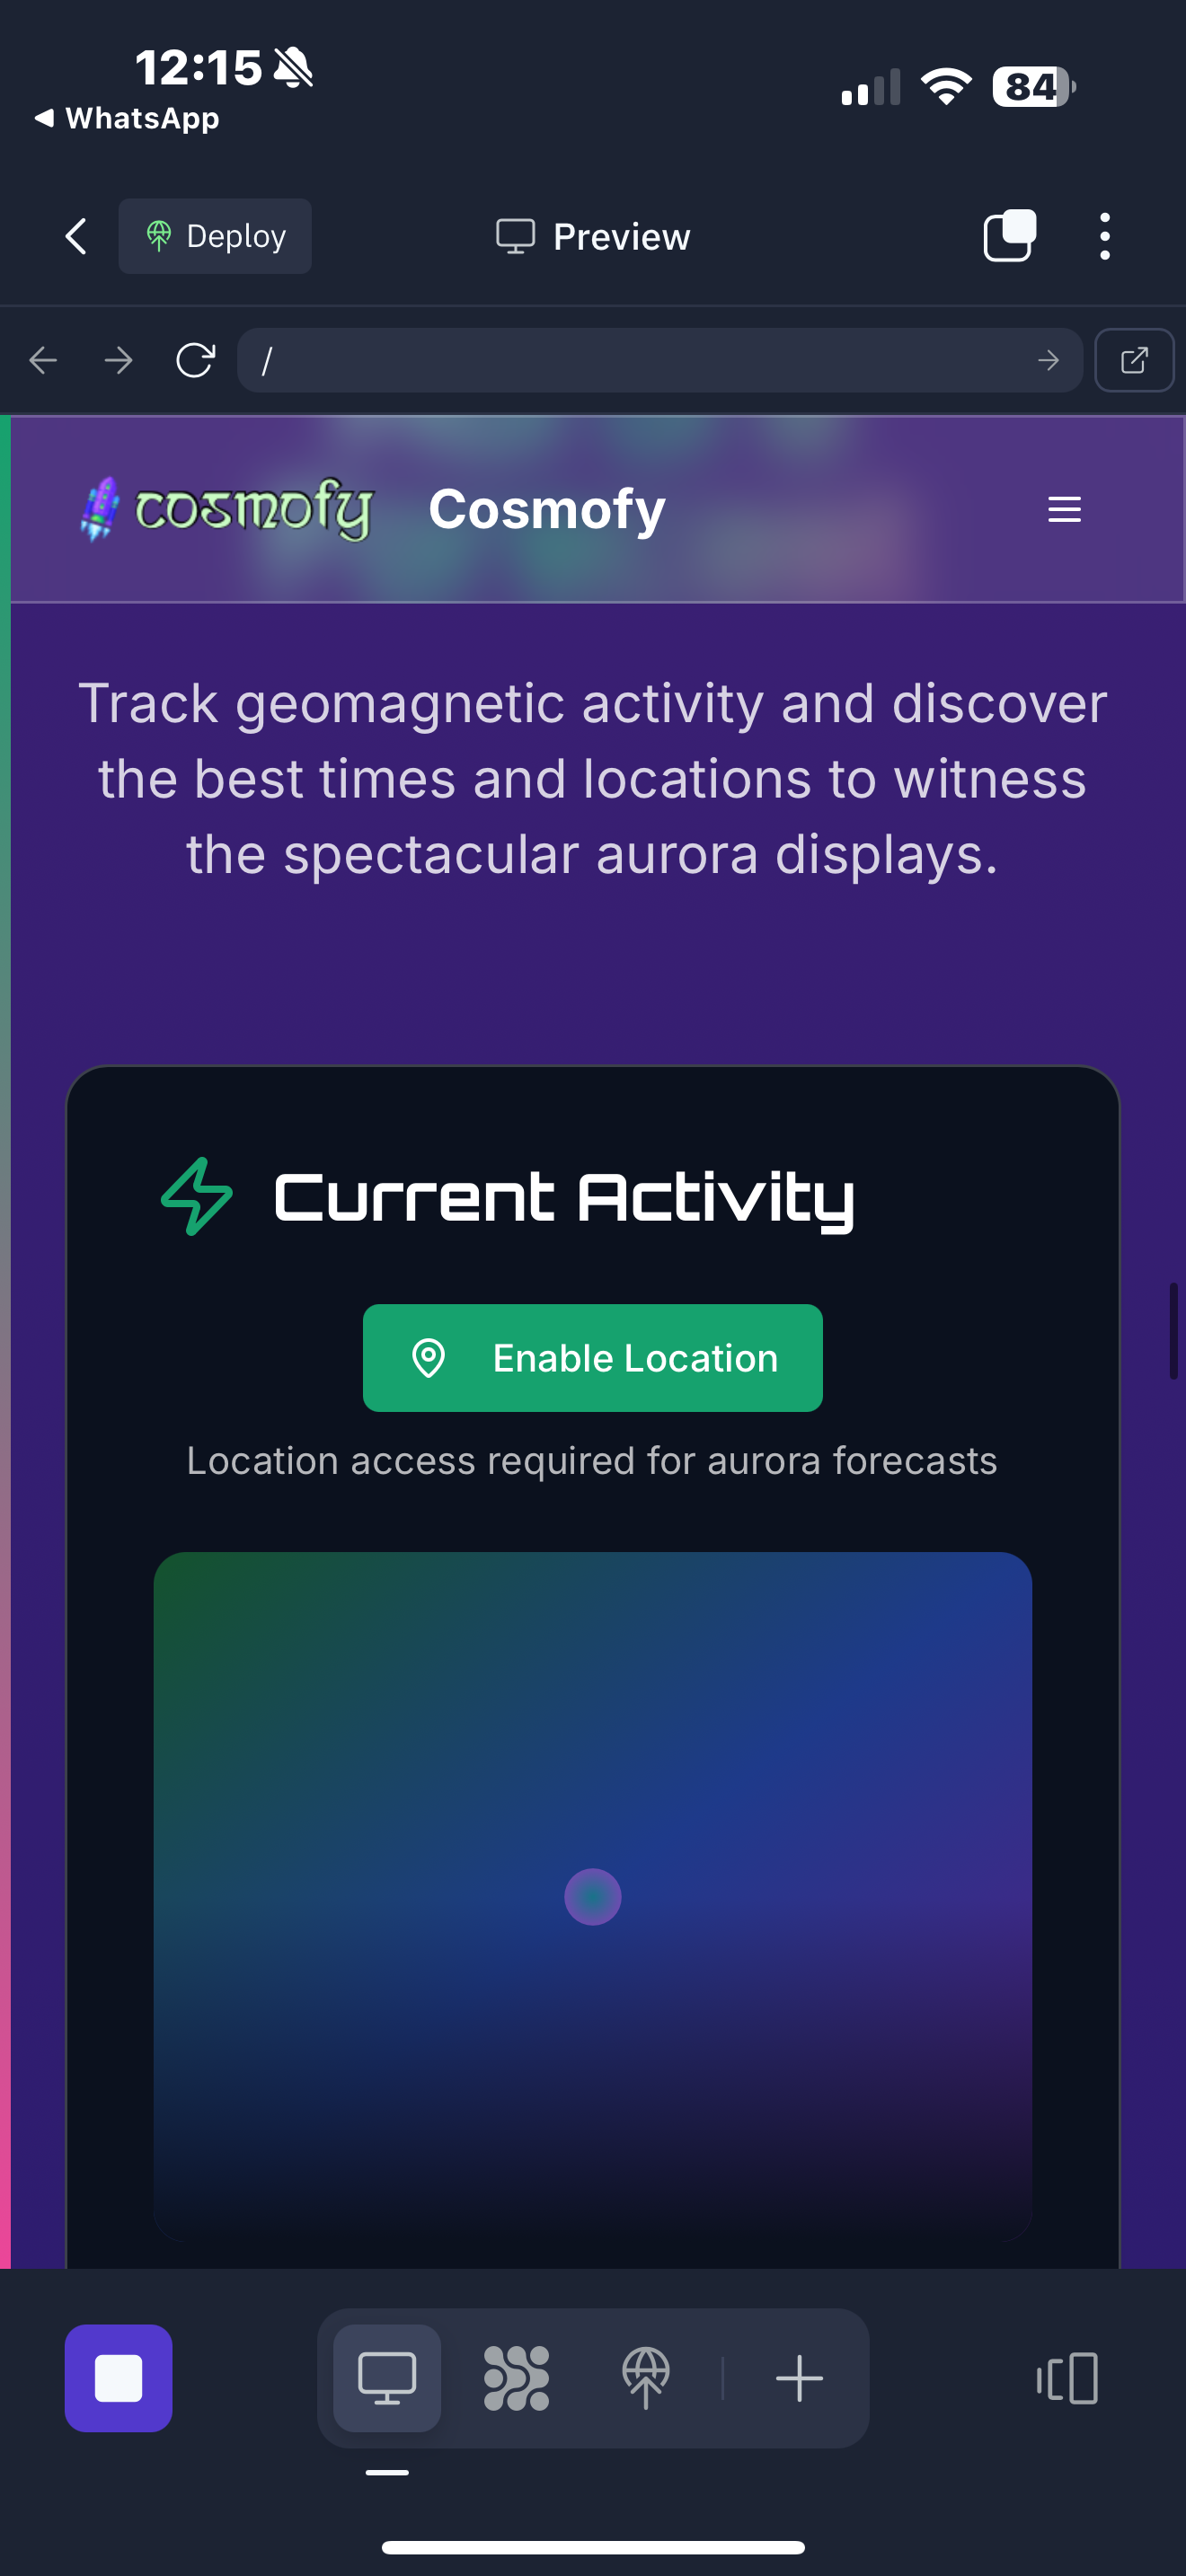 12:15
84
WhatsApp
Deploy
Preview
/
cosmofy
Cosmofy
Track geomagnetic activity and discover
the best times and locations to witness
the spectacular aurora displays.
Current Activity
Enable Location
Location access required for aurora forecasts